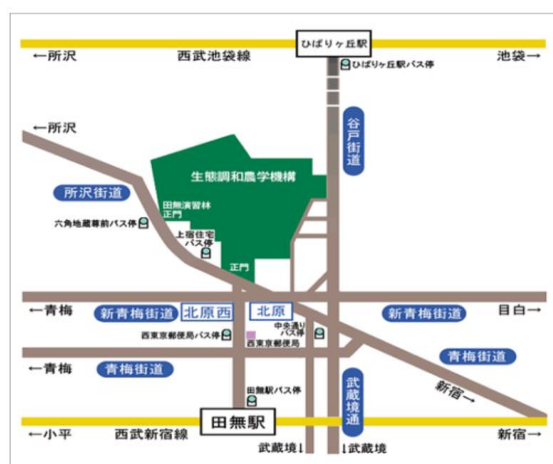 ひばりヶ丘駅
←所沢
西武池袋線
池袋→
ひばりヶ丘駅バス停
←所沢
谷戸街道
生態調和農学機構
所沢街道
田無演習林
正門
六角地蔵尊前バス停
上宿住宅
バス停
正門
←青梅
新青梅街道
北原西
北原
新青梅街道
目白→
西東京郵便局バス停
西東京郵便局
中央通り
バス停
←青梅
青梅街道
青梅街道
新宿→
田無駅バス停
武蔵境通
←小平
西武新宿線
田無駅
新宿→
武蔵境↓
↓武蔵境